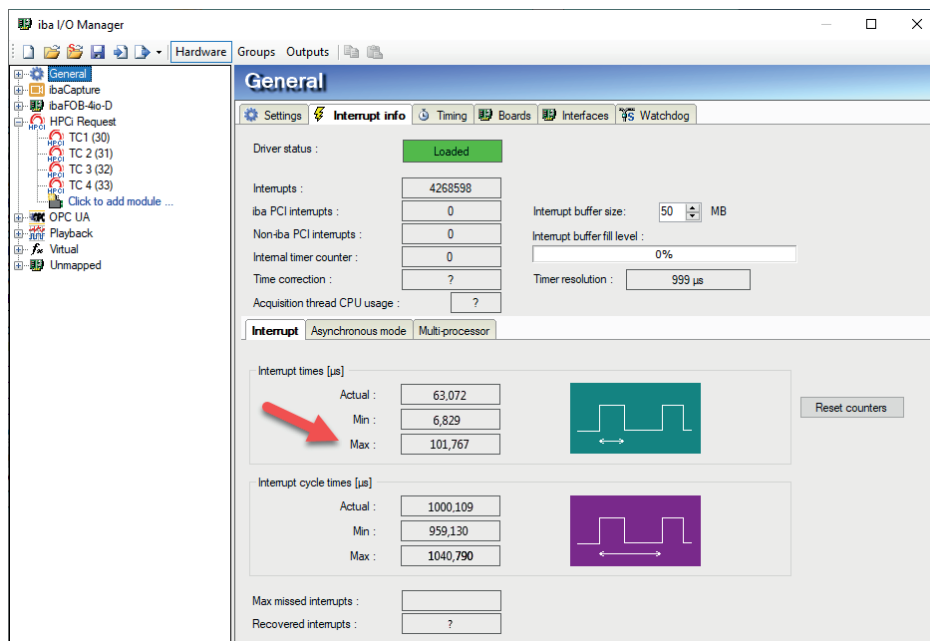 iba I/O Manager
Hardware Groups Outputs
General
ibaCapture
ibaFOB-4io-D
HPCi Request
TC1 (30)
TC 2 (31)
TC 3 (32)
TC 4 (33)
Click to add module ...
OPC UA
Playback
Virtual
Unmapped
General
Settings Interrupt info Timing Boards Interfaces Watchdog
Driver status : Loaded
Interrupts : 4268598
iba PCI interrupts : 0 Interrupt buffer size: 50 MB
Non-iba PCI interrupts : 0 Interrupt buffer fill level :
Internal timer counter : 0 0%
Time correction : ? Timer resolution : 999 µs
Acquisition thread CPU usage : ?
Interrupt Asynchronous mode Multi-processor
Interrupt times [µs]
Actual : 63,072
Min : 6,829
Max : 101,767
Reset counters
Interrupt cycle times [µs]
Actual : 1000,109
Min : 959,130
Max : 1040,790
Max missed interrupts :
Recovered interrupts : ?